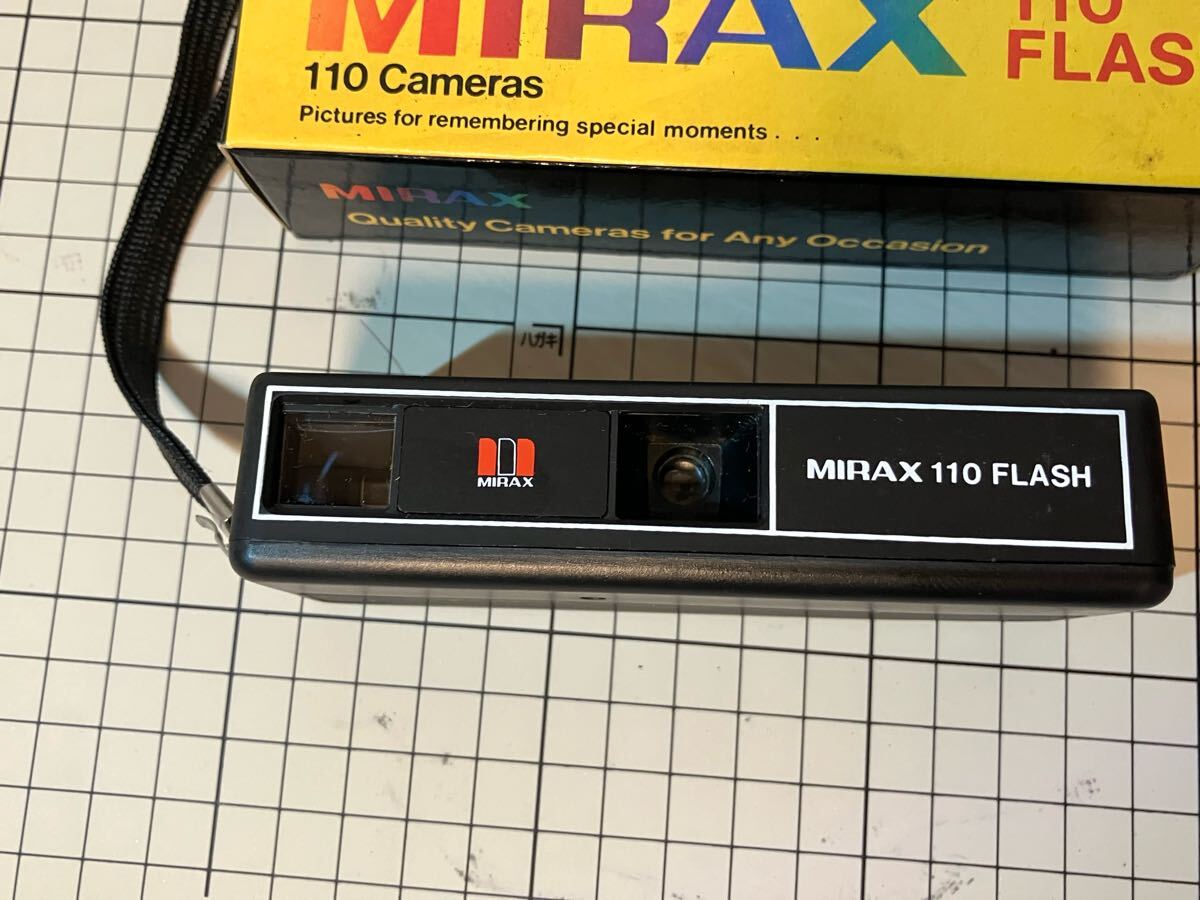 MIRAX 110
FLAS
110 Cameras
Pictures for remembering special moments . . .
MIRAX
Quality Cameras for Any Occasion
ハガキ
MIRAX
MIRAX 110 FLASH